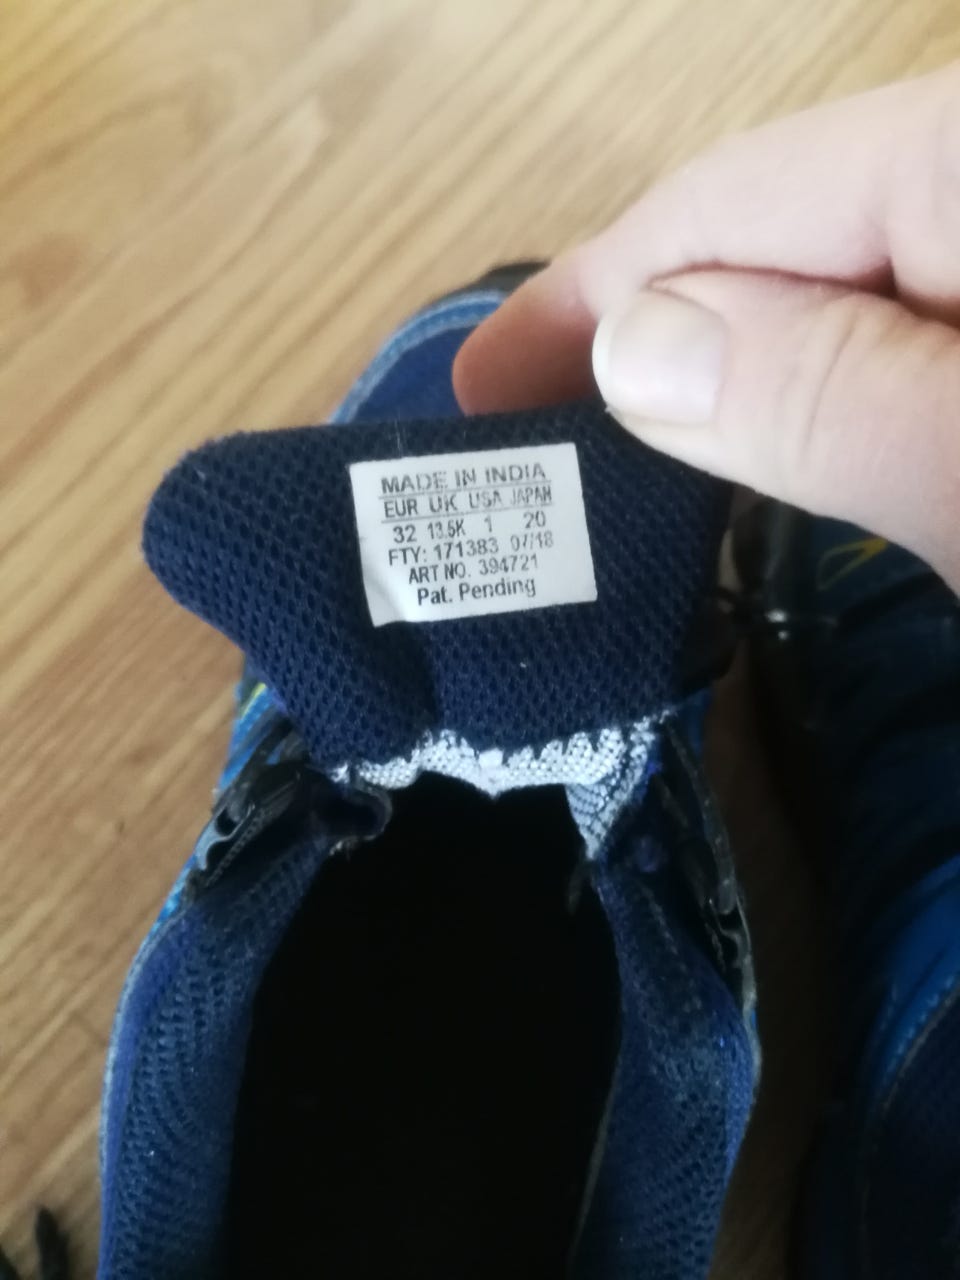 MADE IN INDIA
EUR UK USA JAPAN
32 13.5K 1 20
FTY: 171383 07/18
ART NO. 394721
Pat. Pending